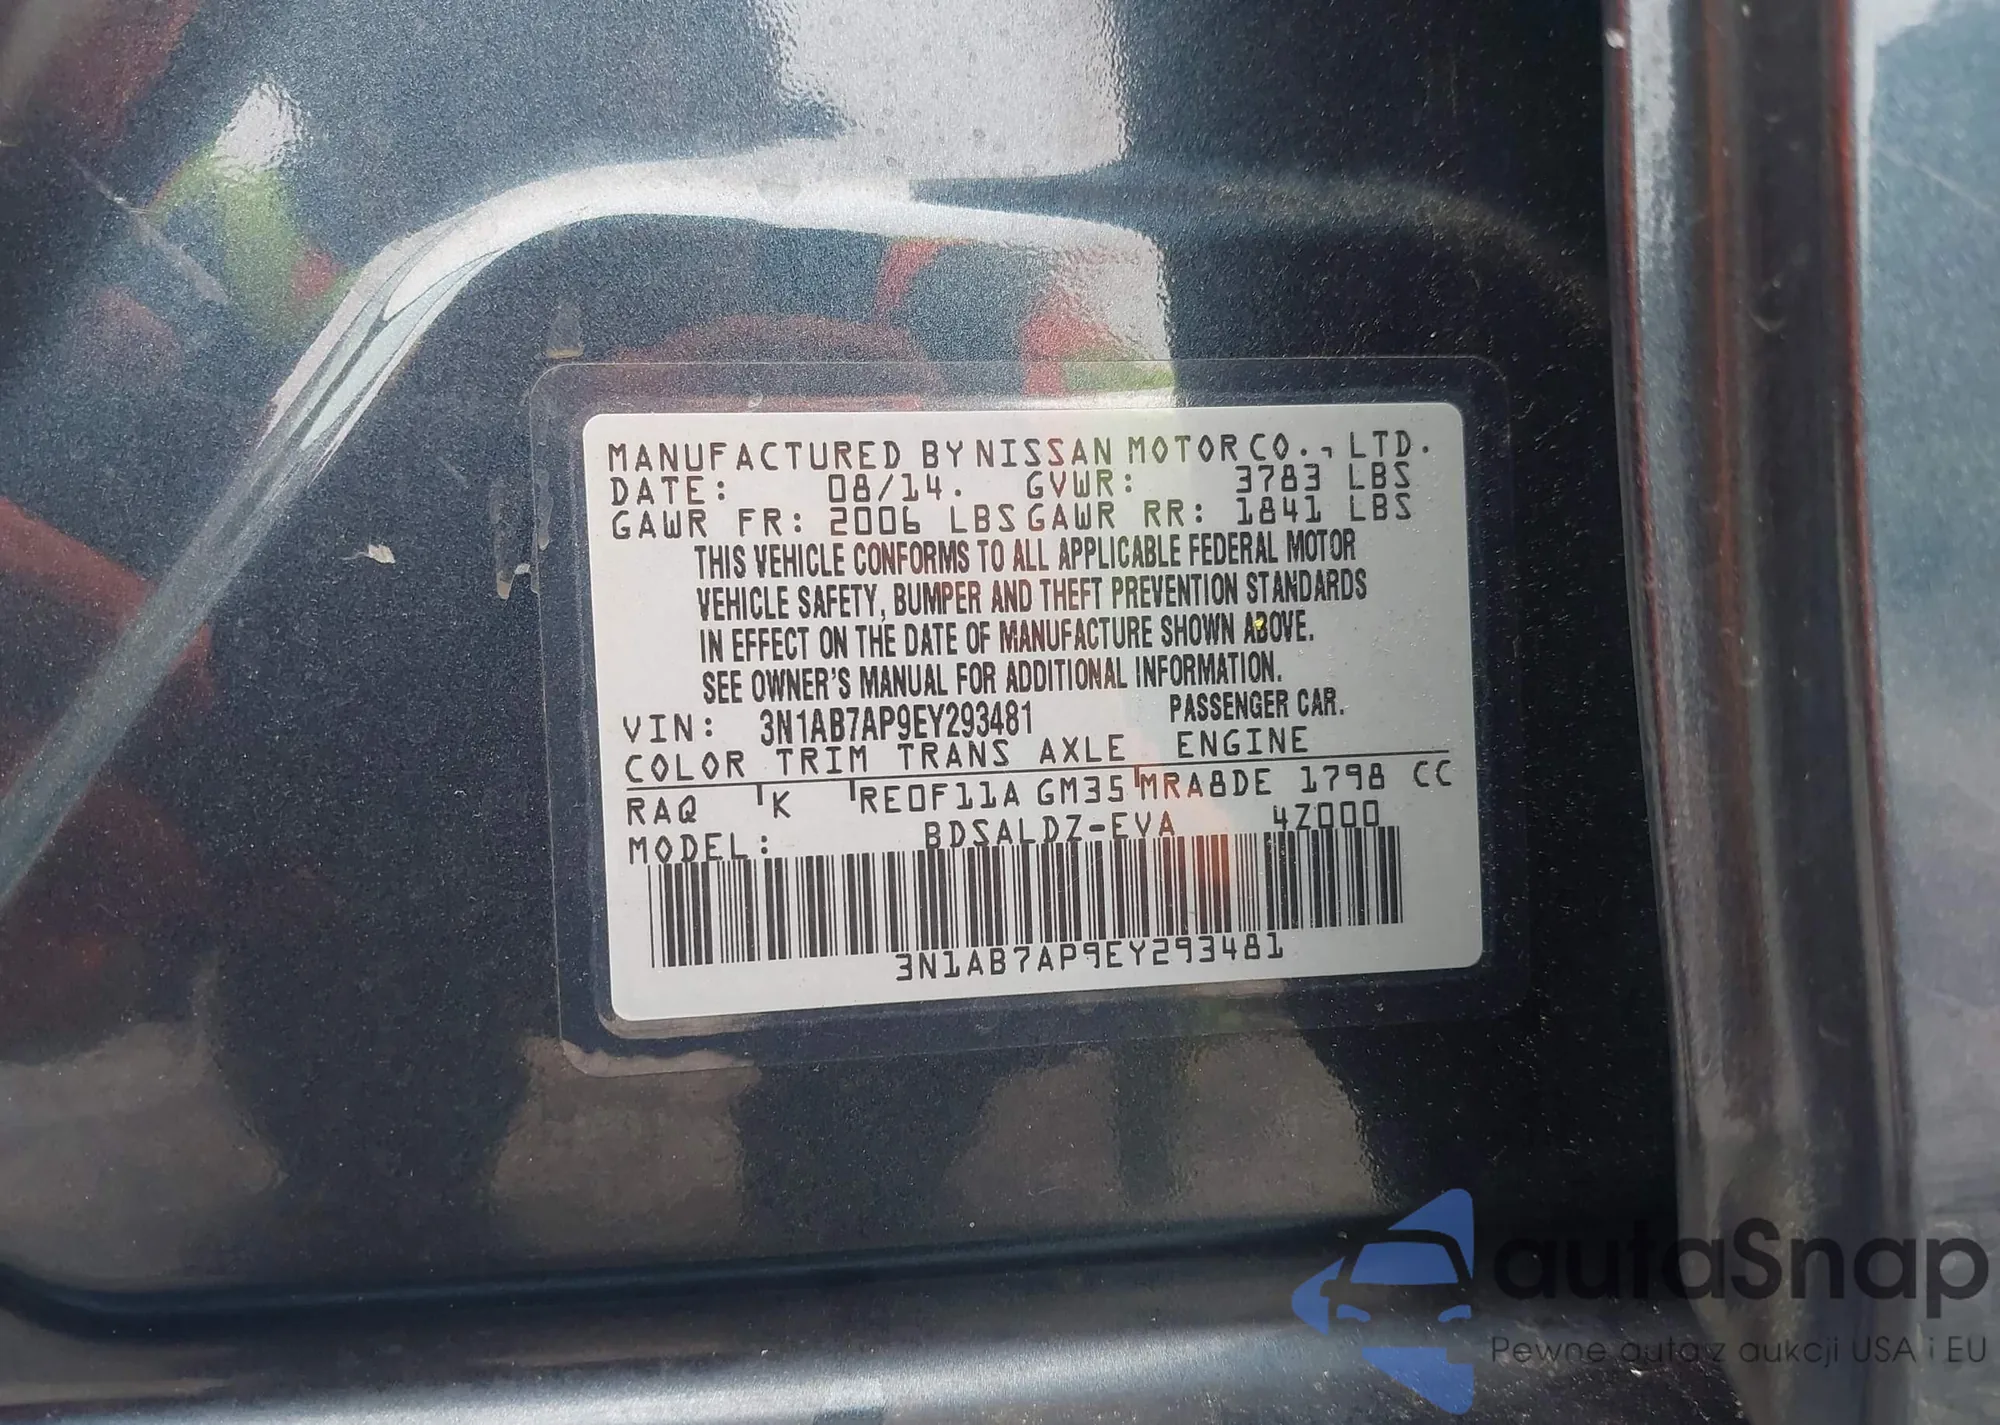 MANUFACTURED BY NISSAN MOTOR CO., LTD.
DATE: 08/14. GVWR: 3783 LBS
GAWR FR: 2006 LBS GAWR RR: 1841 LBS
THIS VEHICLE CONFORMS TO ALL APPLICABLE FEDERAL MOTOR
VEHICLE SAFETY, BUMPER AND THEFT PREVENTION STANDARDS
IN EFFECT ON THE DATE OF MANUFACTURE SHOWN ABOVE.
SEE OWNER'S MANUAL FOR ADDITIONAL INFORMATION.
VIN: 3N1AB7AP9EY293481 PASSENGER CAR.
COLOR TRIM TRANS AXLE ENGINE
RAQ K RE0F11A GM35 MRA8DE 1798 CC
MODEL: BDSALDZ-EVA 4Z000
3N1AB7AP9EY293481
autaSnap
Pewne auta z aukcji USA i EU